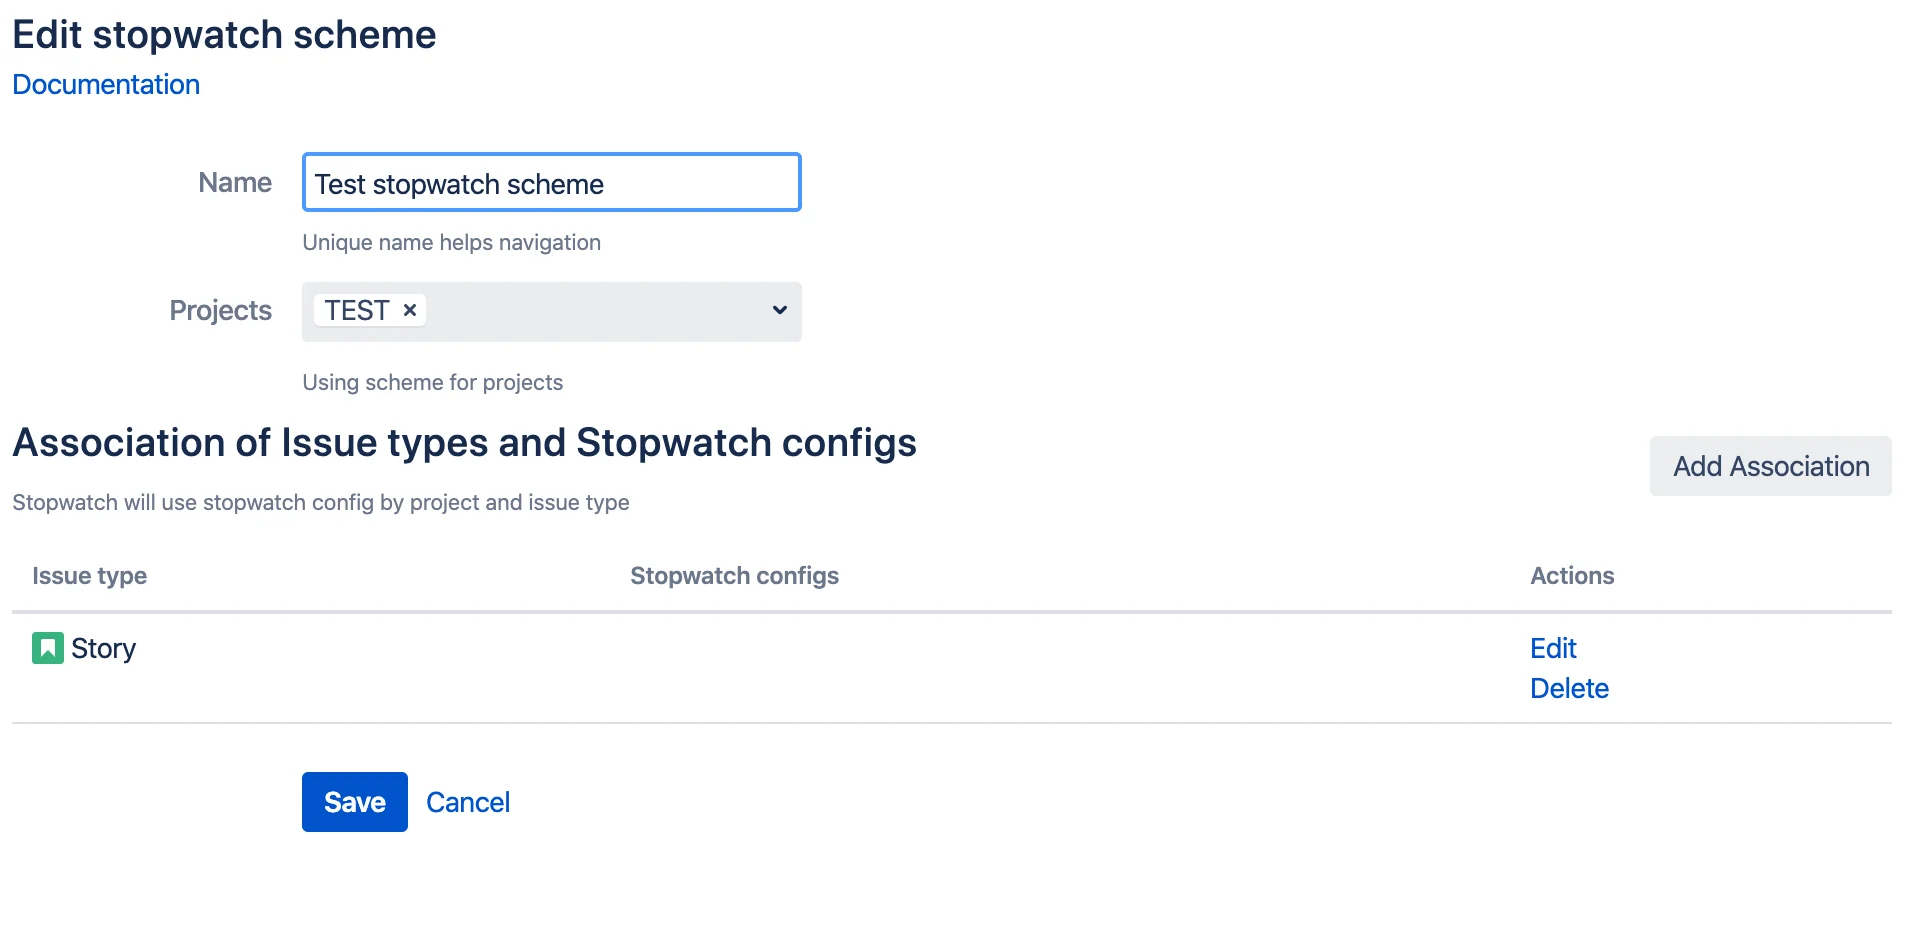 Edit stopwatch scheme
Documentation
Name
Test stopwatch scheme
Unique name helps navigation
Projects
TEST ×
Using scheme for projects
Association of Issue types and Stopwatch configs
Add Association
Stopwatch will use stopwatch config by project and issue type
Issue type Stopwatch configs Actions
Story Edit
Delete
Save Cancel